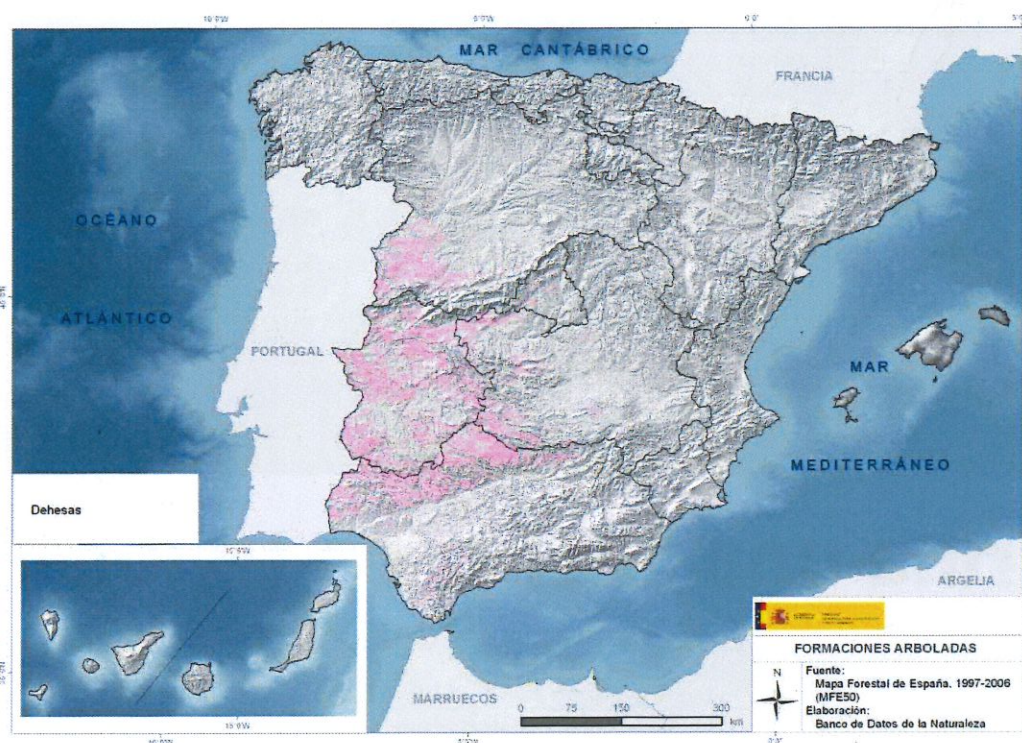 MAR CANTÁBRICO
FRANCIA
OCÉANO
ATLÁNTICO
PORTUGAL
MAR
MEDITERRÁNEO
Dehesas
ARGELIA
MARRUECOS
0 75 150 300
km
FORMACIONES ARBOLADAS
N
Fuente:
Mapa Forestal de España. 1997-2006
(MFE50)
Elaboración:
Banco de Datos de la Naturaleza